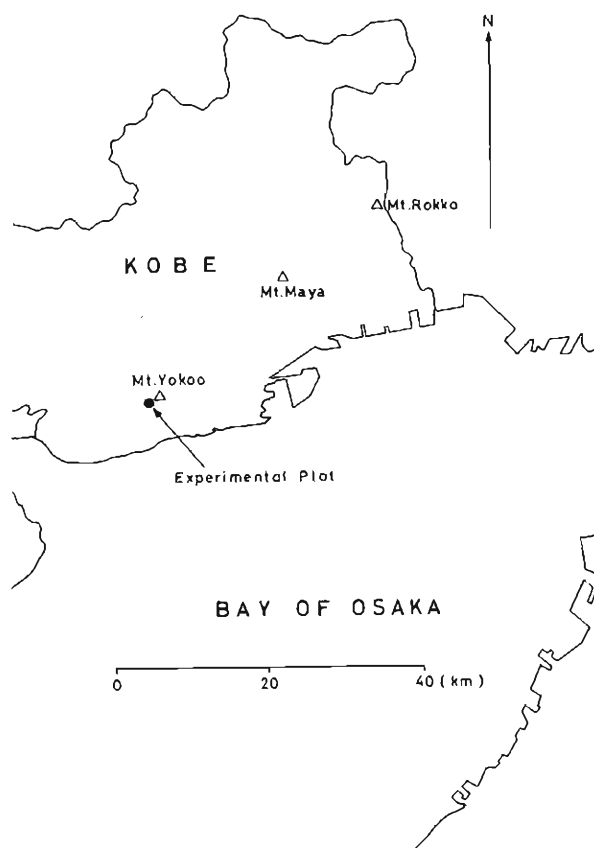 N
Mt.Rokko
KOBE
Mt.Maya
Mt.Yokoo
Experimental Plot
BAY OF OSAKA
0 20 40 (km)